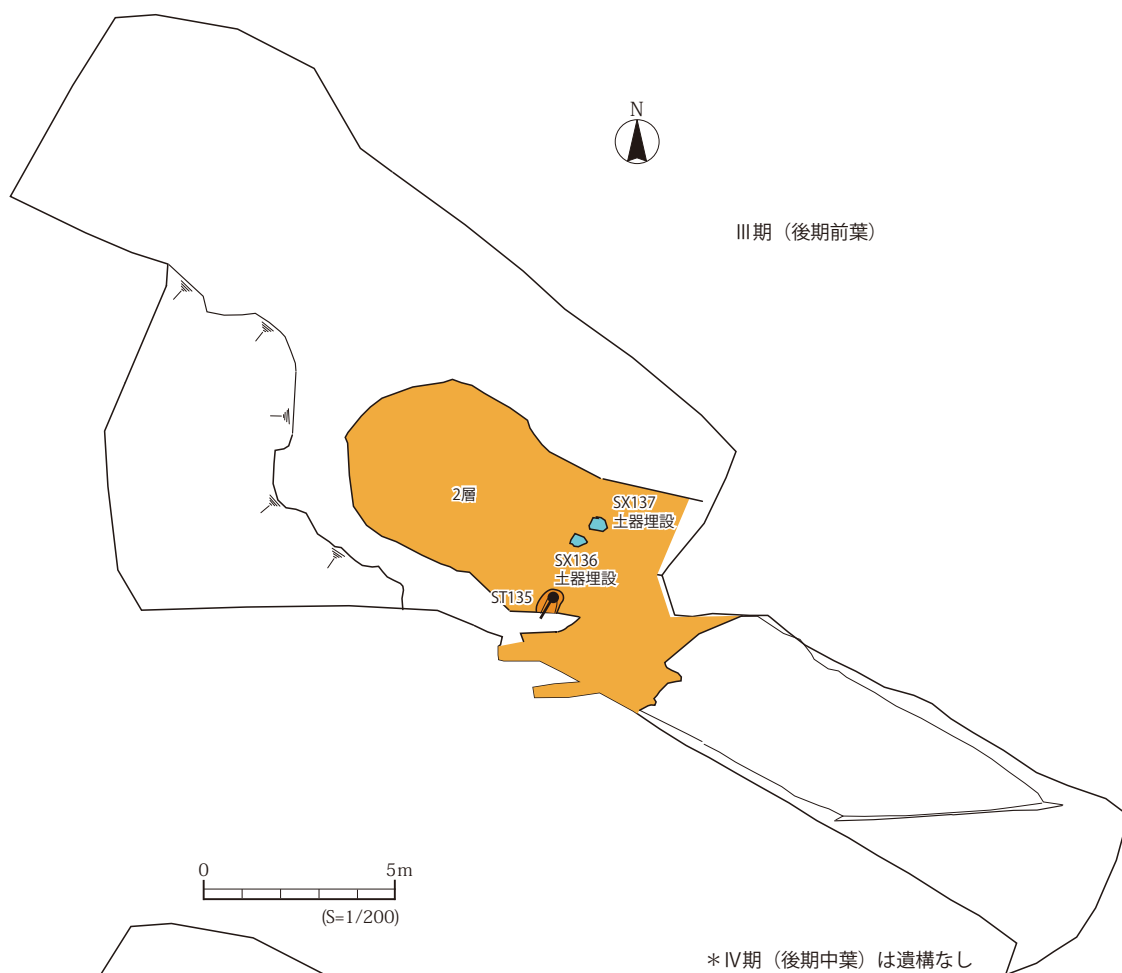 N
Ⅲ期（後期前葉）
2層
SX137
土器埋設
SX136
土器埋設
ST135
0 5m
(S=1/200)
＊Ⅳ期（後期中葉）は遺構なし